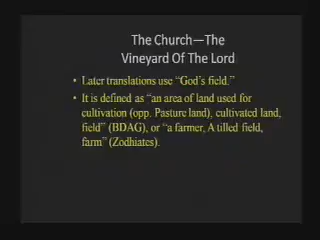 The Church—The
Vineyard Of The Lord
• Later translations use “God’s field.”
• It is defined as “an area of land used for
cultivation (opp. Pasture land), cultivated land,
field” (BDAG), or “a farmer, A tilled field,
farm” (Zodhiates).